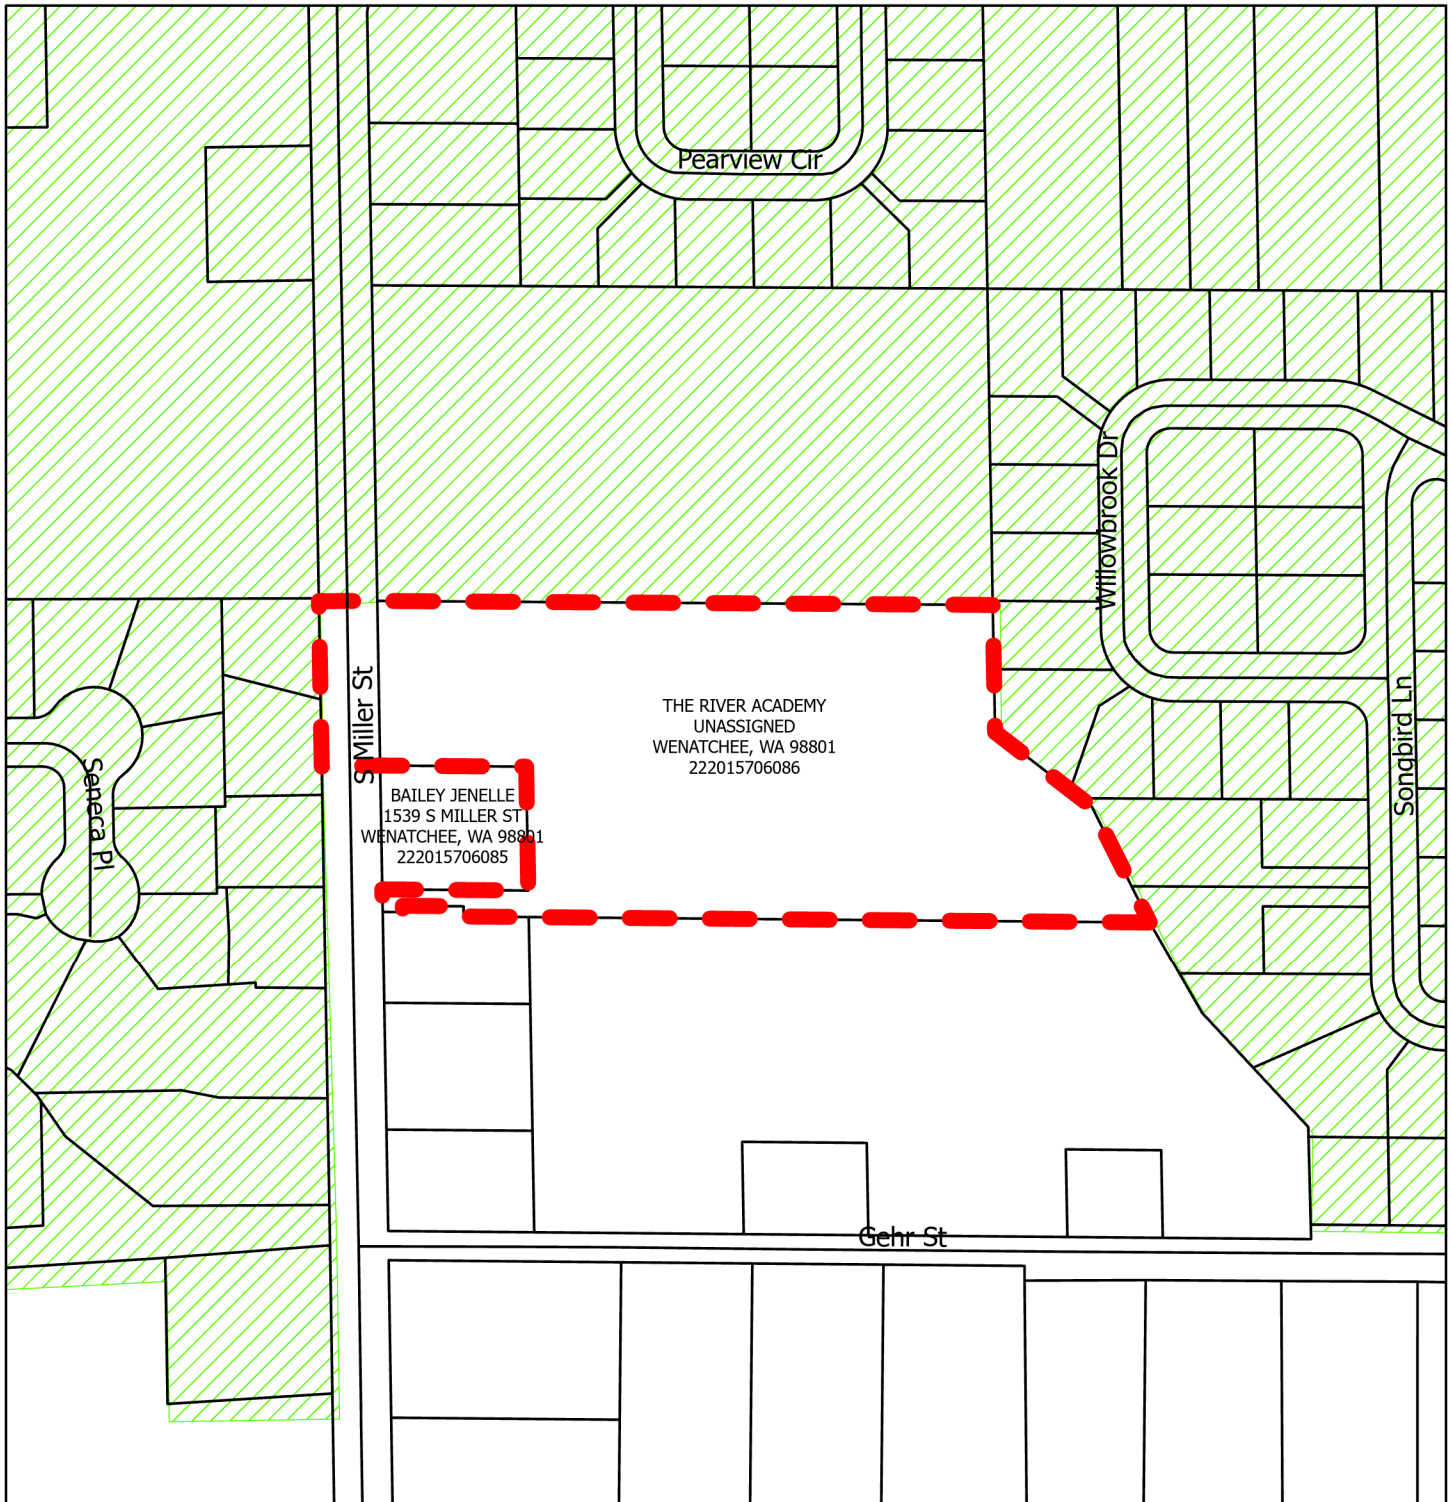 Pearview Cir
Willowbrook Dr
S Miller St
THE RIVER ACADEMY
UNASSIGNED
WENATCHEE, WA 98801
222015706086
Songbird Ln
Seneca Pl
BAILEY JENELLE
1539 S MILLER ST
WENATCHEE, WA 98801
222015706085
Gehr St